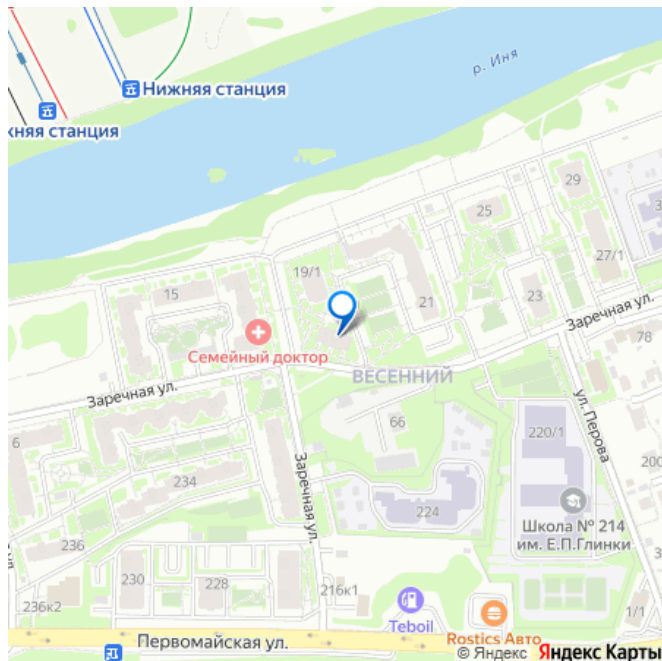 р. Иня
Нижняя станция
жняя станция
29
25
3
27/1
19/1
15
21
23
Заречная ул.
78
Семейный доктор
ВЕСЕННИЙ
Заречная ул.
ул. Перова
66
6
220/1
200
234
Заречная ул.
224
Школа № 214
им. Е.П.Глинки
236
3
230
228
216к1
236к2
Teboil
Rostics Авто
1/1
Первомайская ул.
© Яндекс Яндекс Карты